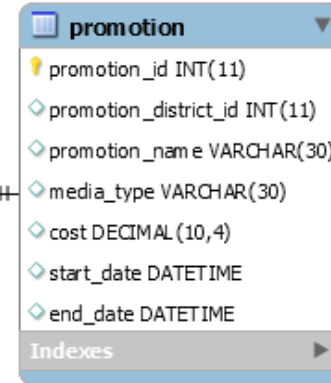 promotion
promotion_id INT(11)
promotion_district_id INT(11)
promotion_name VARCHAR(30)
media_type VARCHAR(30)
cost DECIMAL(10,4)
start_date DATETIME
end_date DATETIME
Indexes